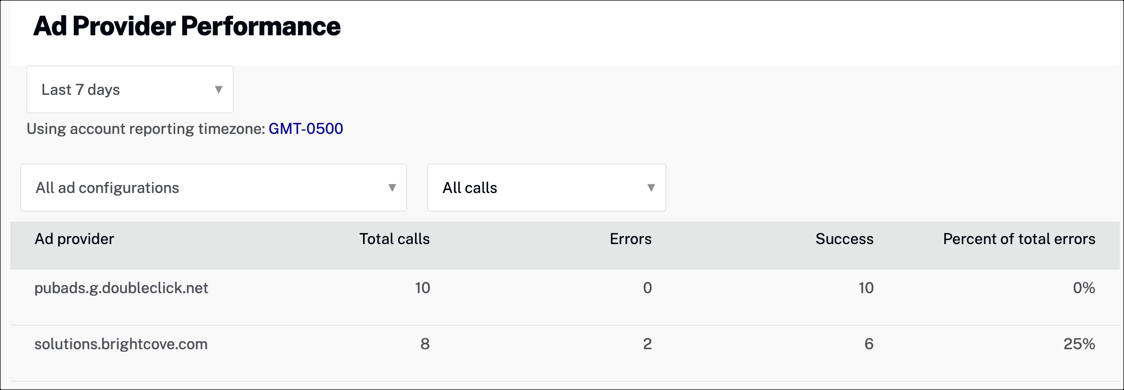 Ad Provider Performance
Last 7 days
Using account reporting timezone: GMT-0500
All ad configurations All calls
Ad provider Total calls Errors Success Percent of total errors
pubads.g.doubleclick.net 10 0 10 0%
solutions.brightcove.com 8 2 6 25%